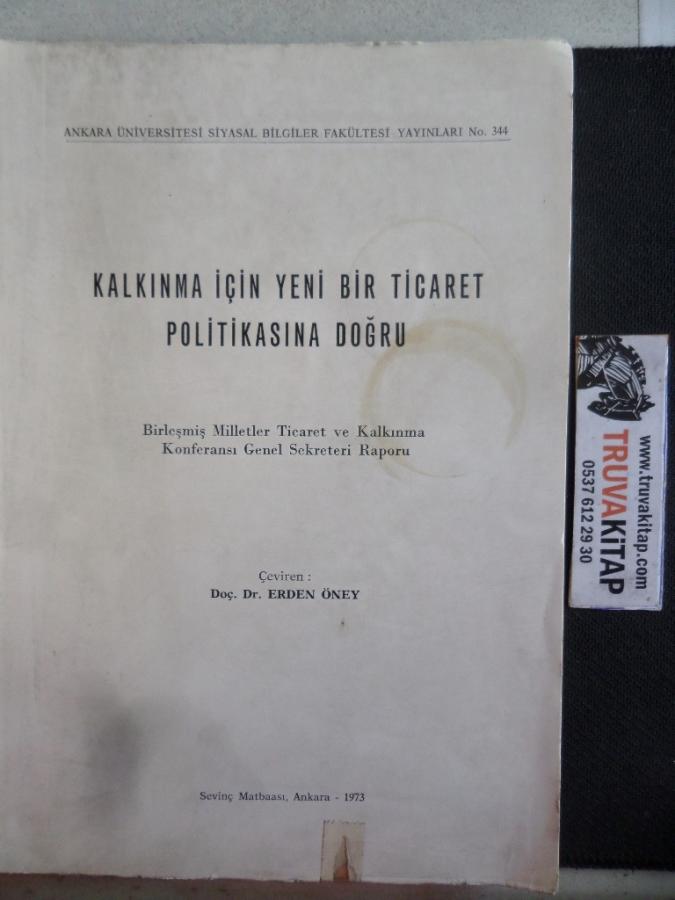 ANKARA ÜNİVERSİTESİ SİYASAL BİLGİLER FAKÜLTESİ YAYINLARI No. 344
KALKINMA İÇİN YENİ BİR TİCARET
POLİTİKASINA DOĞRU
Birleşmiş Milletler Ticaret ve Kalkınma
Konferansı Genel Sekreteri Raporu
Çeviren :
Doç. Dr. ERDEN ÖNEY
Sevinç Matbaası, Ankara - 1973
www.truvakitap.com
TRUVAKİTAP
0537 612 29 30